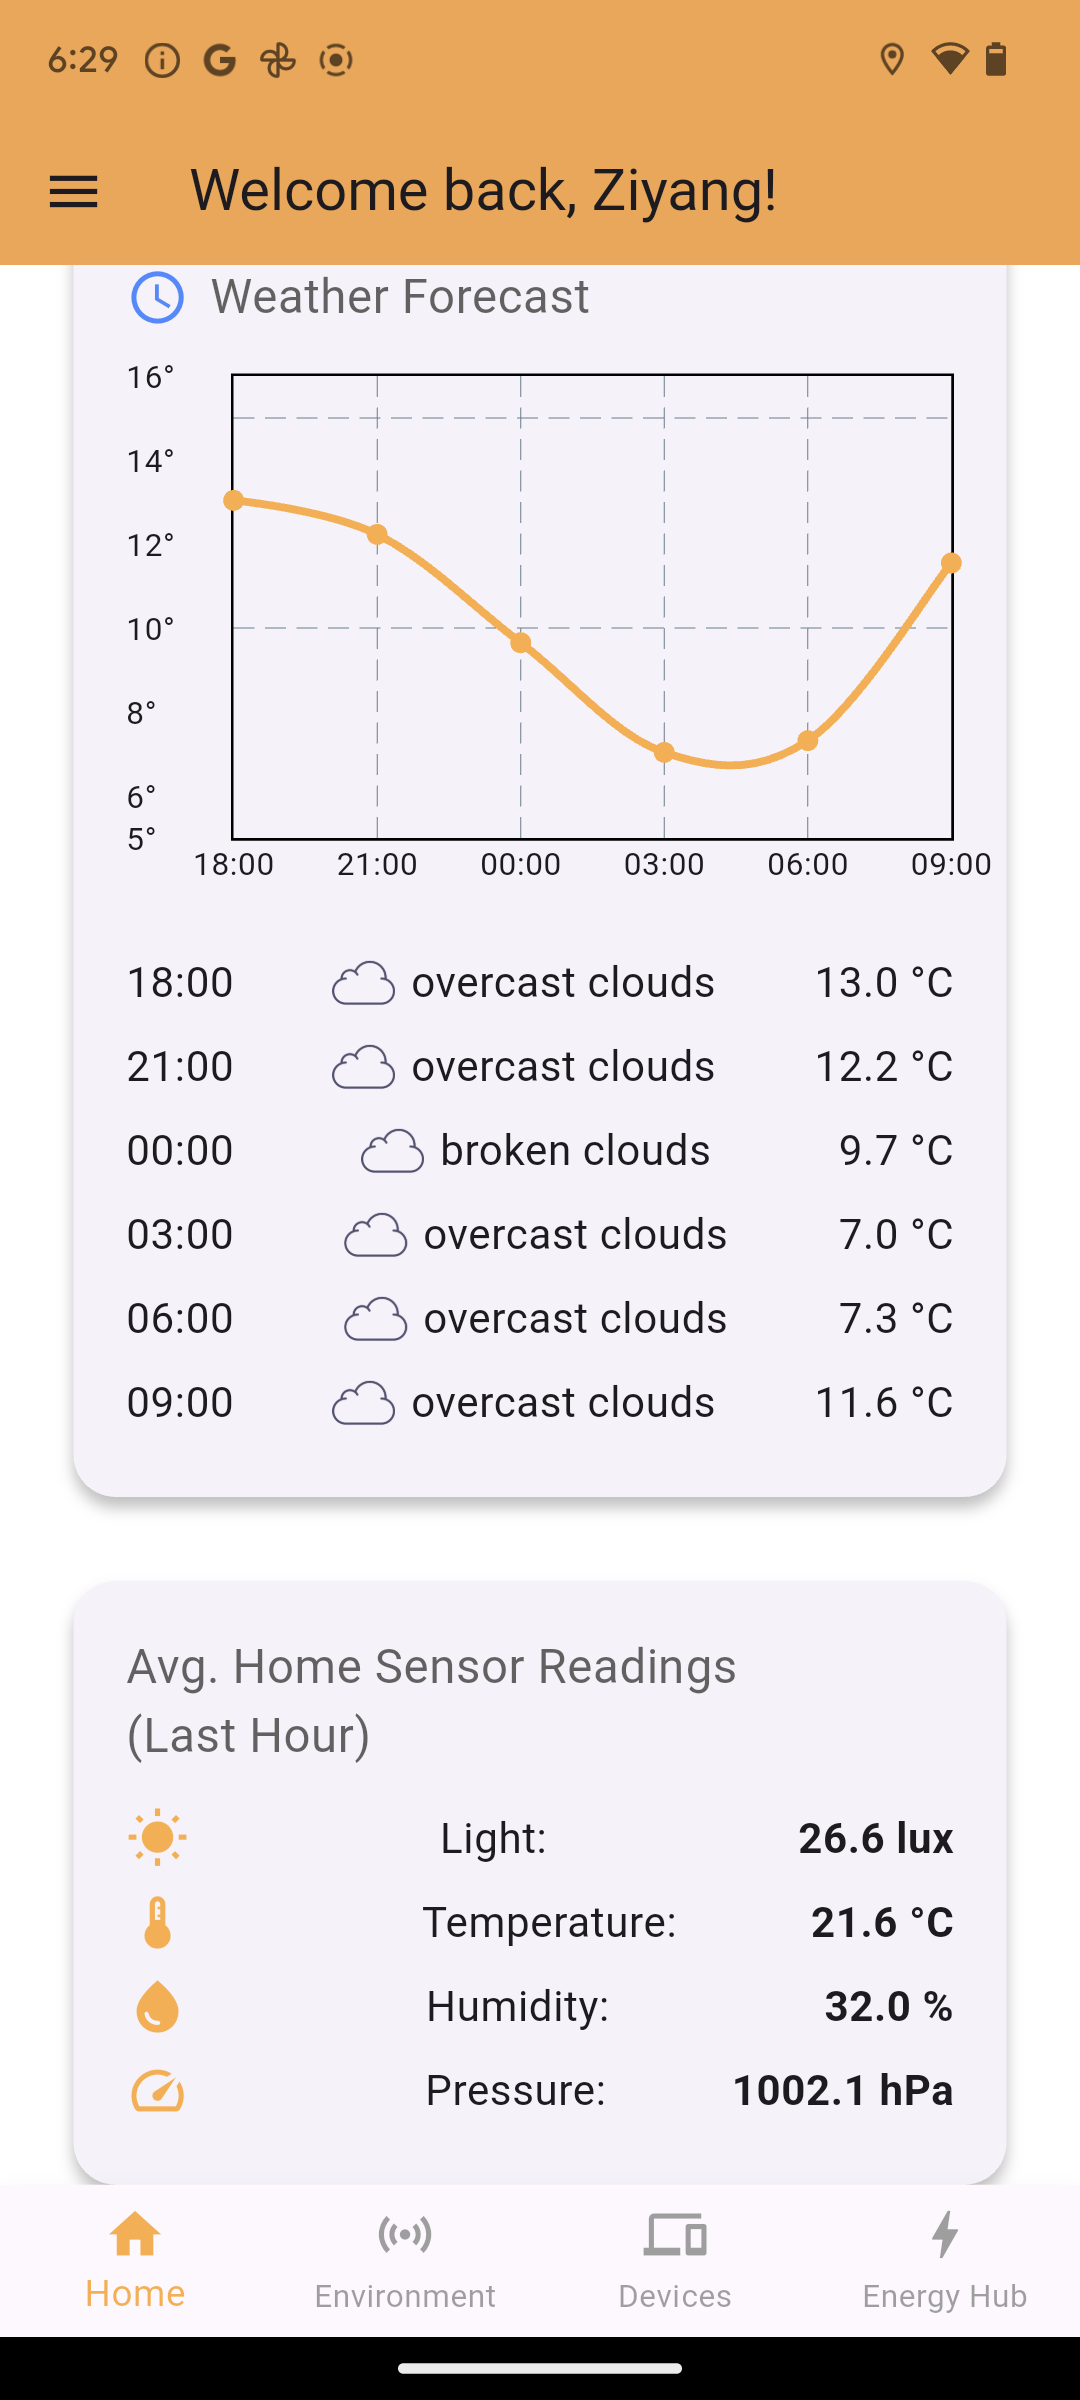 6:29
Welcome back, Ziyang!
Weather Forecast
16°
14°
12°
10°
8°
6°
5°
18:00 21:00 00:00 03:00 06:00 09:00
18:00 overcast clouds 13.0 °C
21:00 overcast clouds 12.2 °C
00:00 broken clouds 9.7 °C
03:00 overcast clouds 7.0 °C
06:00 overcast clouds 7.3 °C
09:00 overcast clouds 11.6 °C
Avg. Home Sensor Readings
(Last Hour)
Light: 26.6 lux
Temperature: 21.6 °C
Humidity: 32.0 %
Pressure: 1002.1 hPa
Home Environment Devices Energy Hub